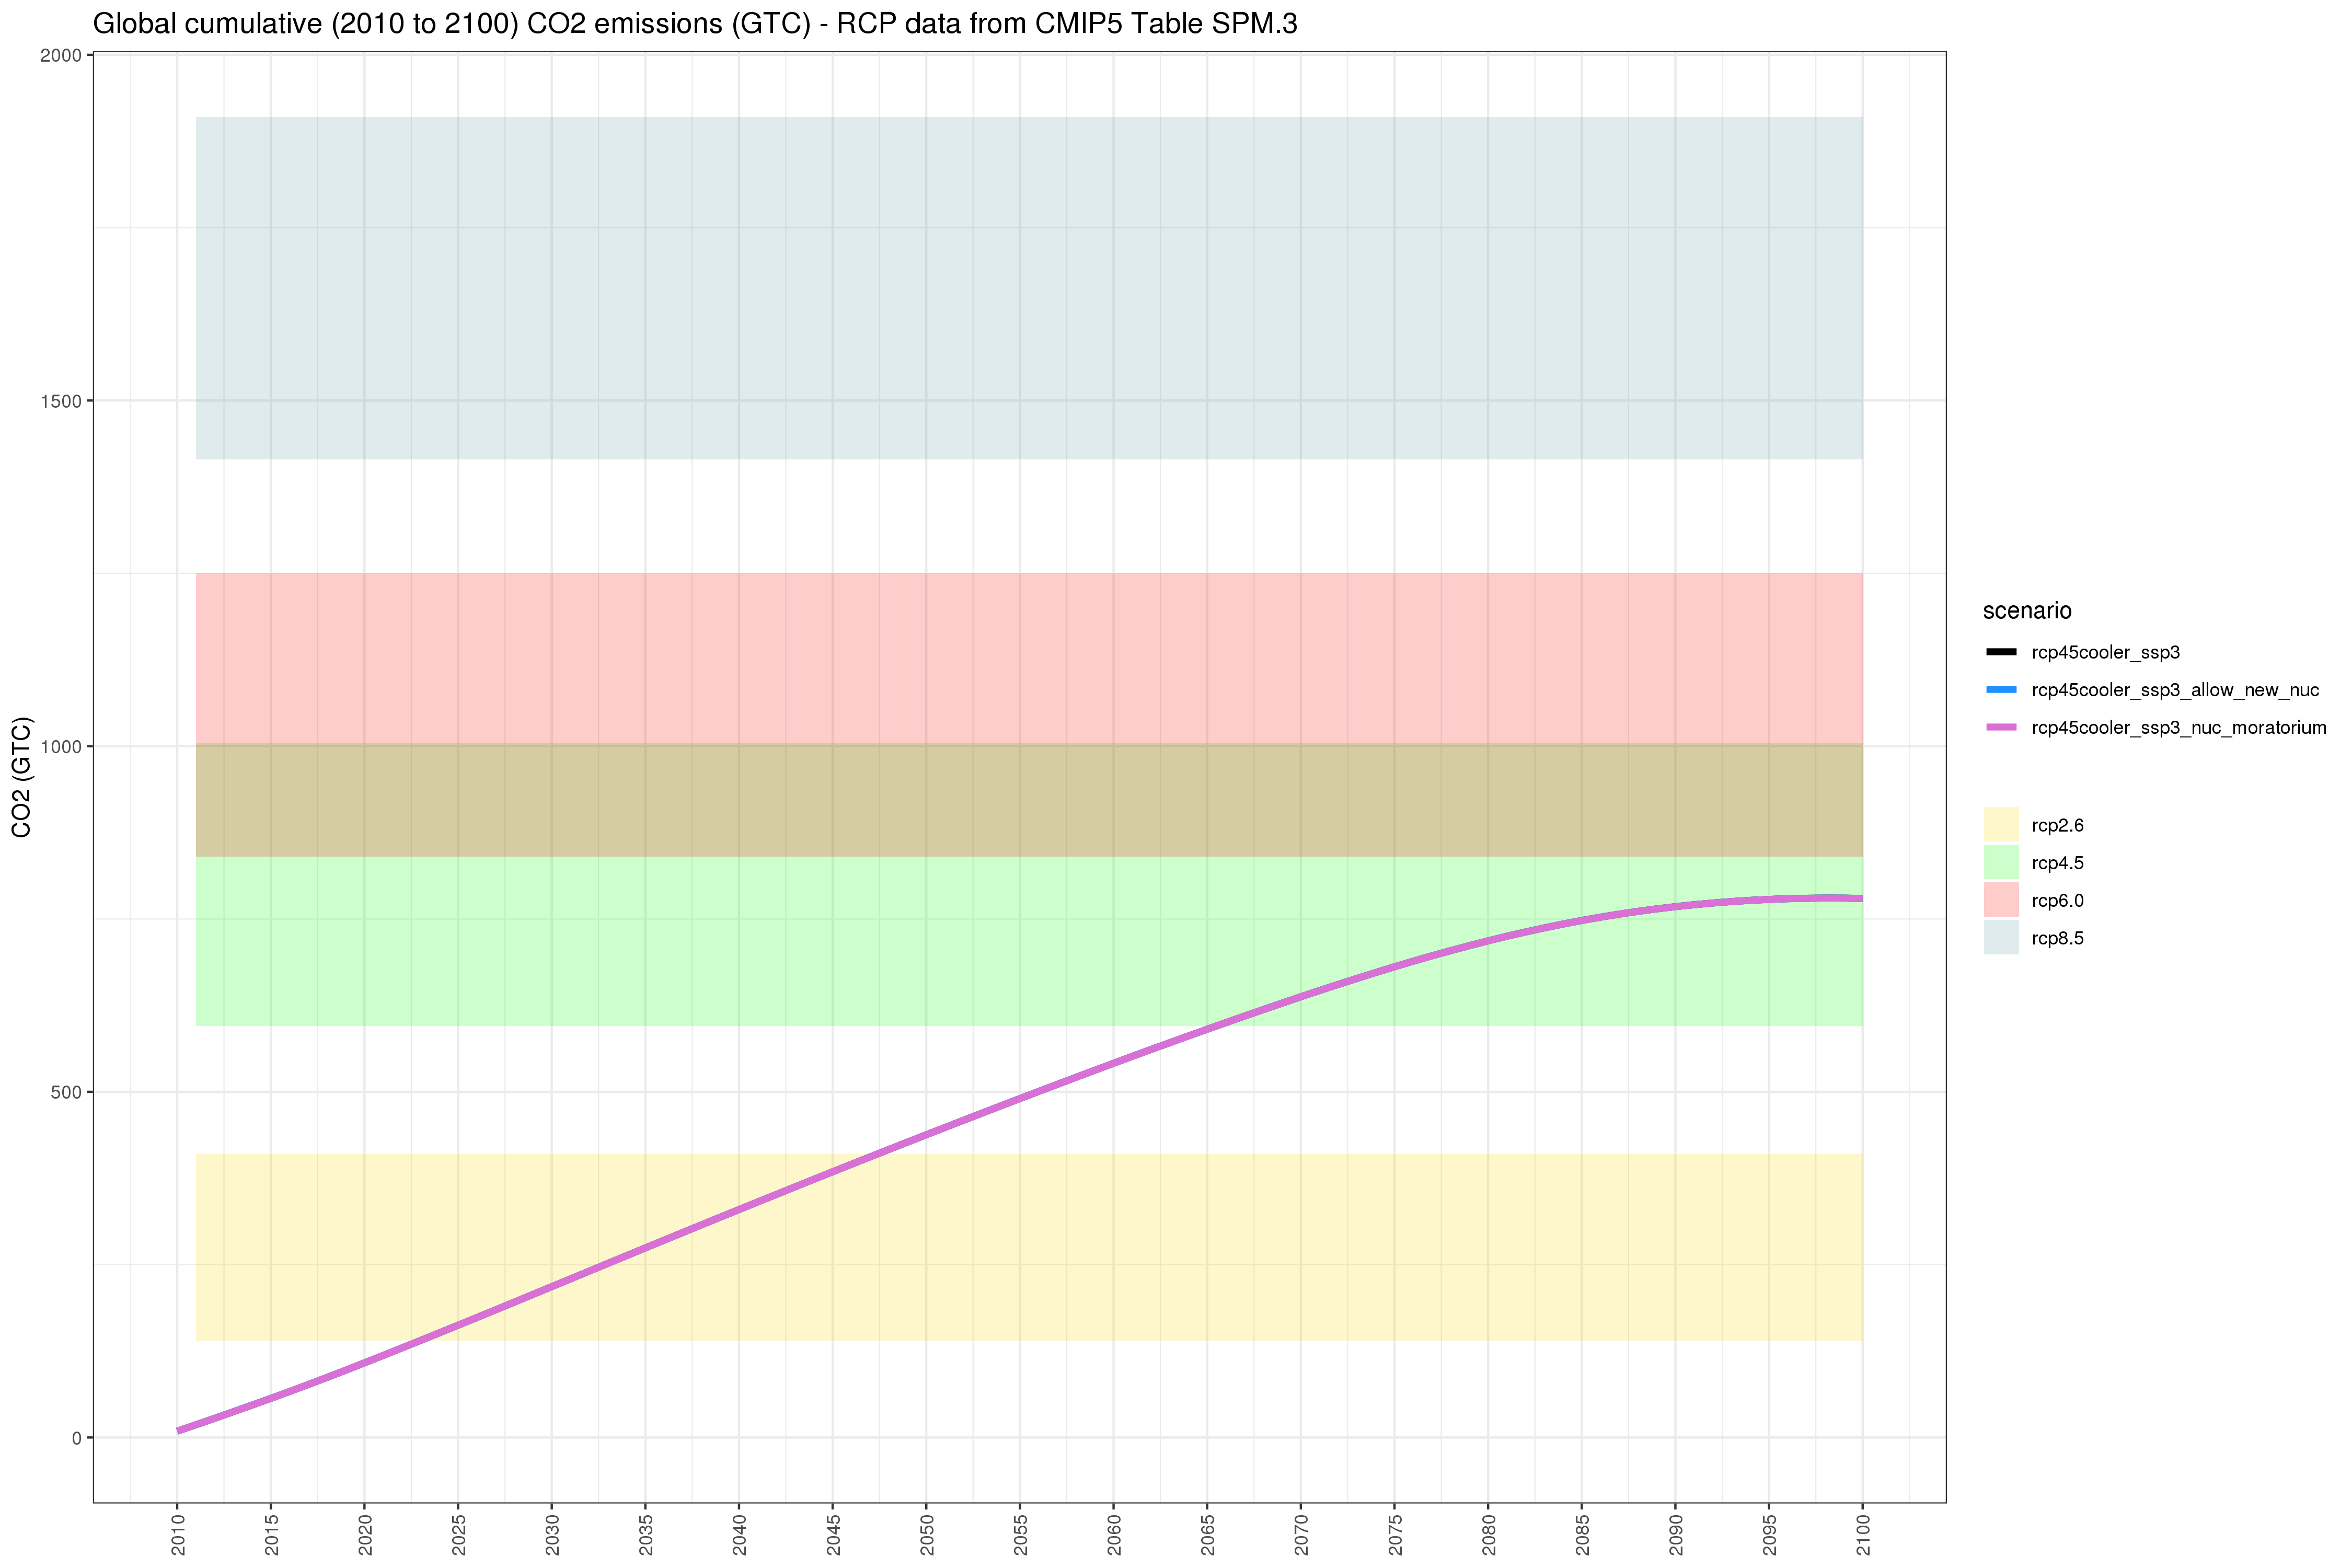 Global cumulative (2010 to 2100) CO2 emissions (GTC) - RCP data from CMIP5 Table SPM.3
CO2 (GTC)
2000
1500
1000
500
0
2010
2015
2020
2025
2030
2035
2040
2045
2050
2055
2060
2065
2070
2075
2080
2085
2090
2095
2100
scenario
rcp45cooler_ssp3
rcp45cooler_ssp3_allow_new_nuc
rcp45cooler_ssp3_nuc_moratorium
rcp2.6
rcp4.5
rcp6.0
rcp8.5